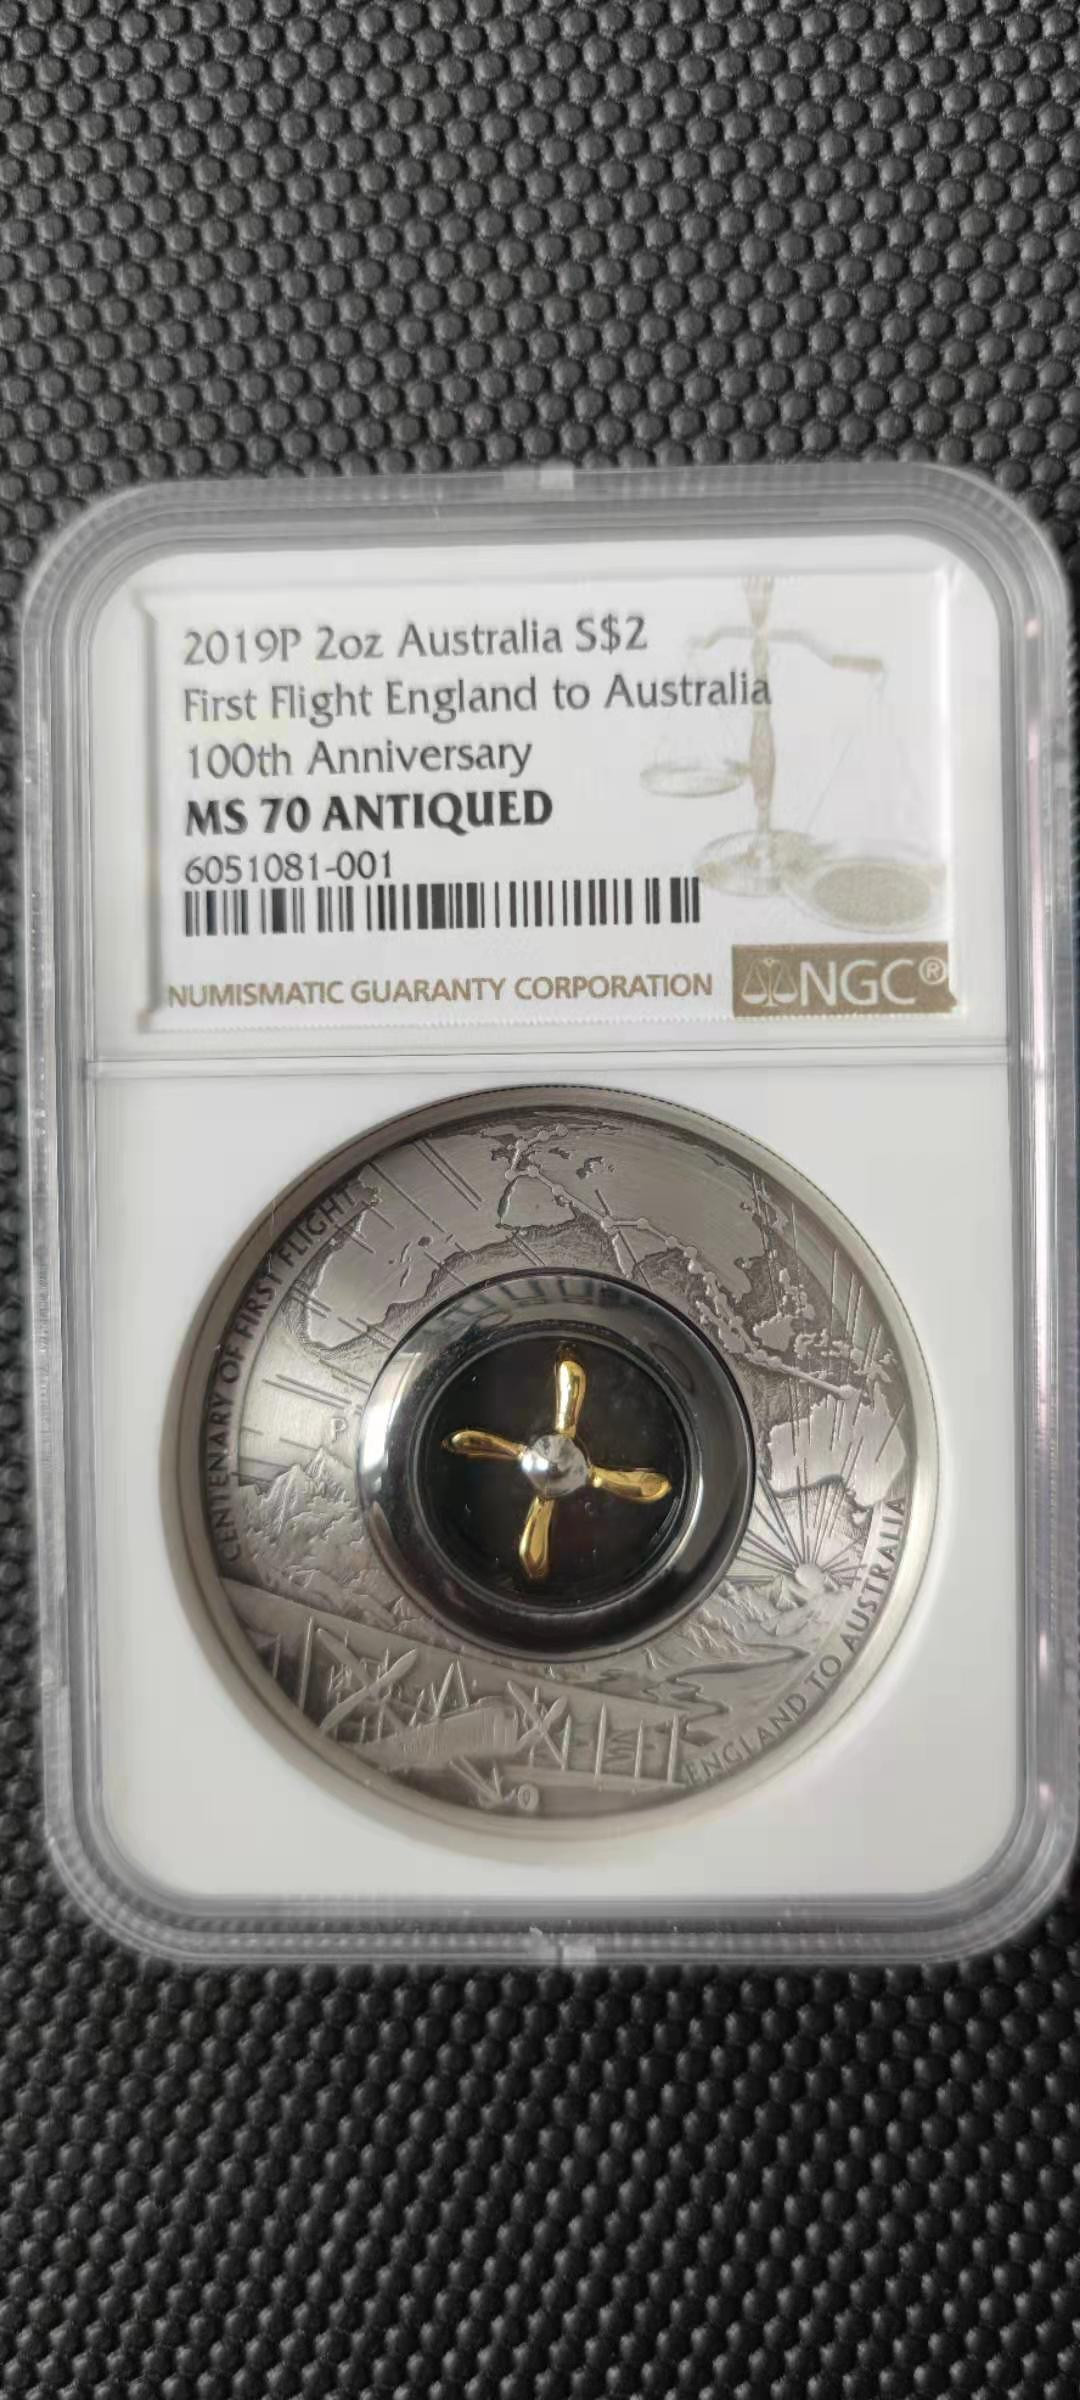 2019P 2oz Australia S$2
First Flight England to Australia
100th Anniversary
MS 70 ANTIQUED
6051081-001
NUMISMATIC GUARANTY CORPORATION NGC®
CENTENARY OF FIRST FLIGHT
P
ENGLAND TO AUSTRALIA